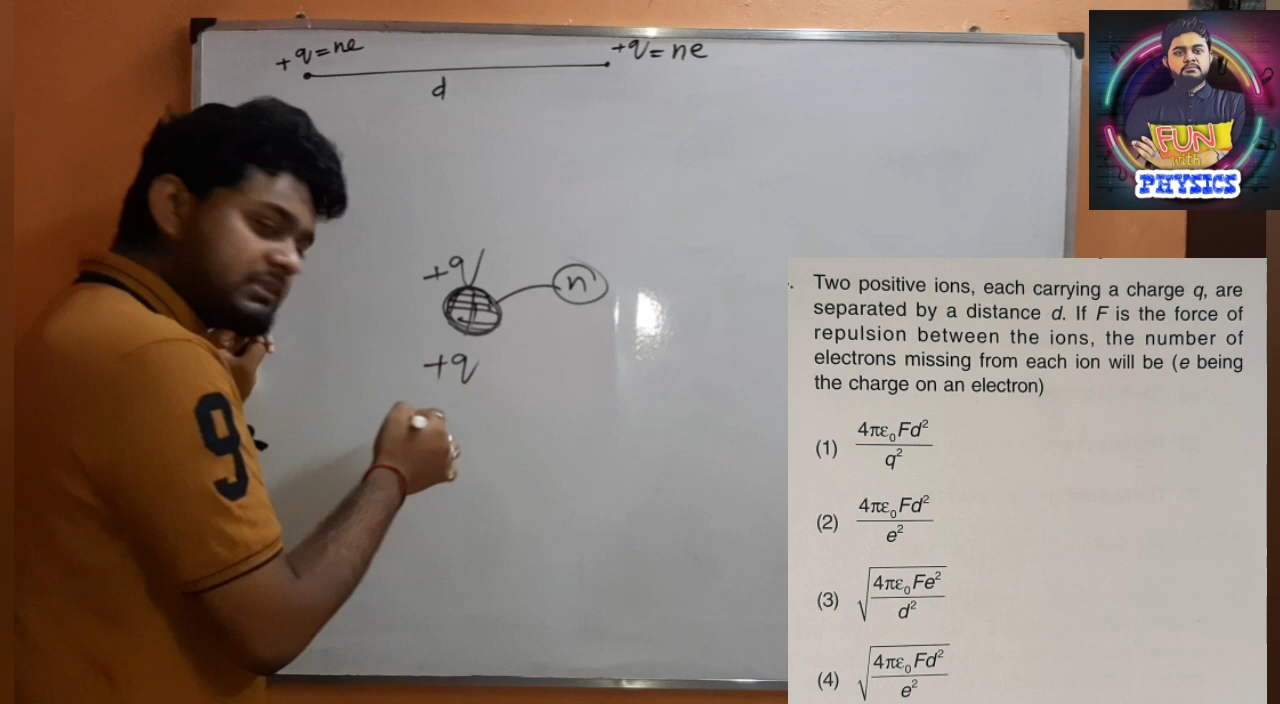 +q=ne
+q=ne
d
+q
n
+q
9
FUN
with
PHYSICS
Two positive ions, each carrying a charge q, are
separated by a distance d. If F is the force of
repulsion between the ions, the number of
electrons missing from each ion will be (e being
the charge on an electron)
(1) 4πε₀Fd²/q²
(2) 4πε₀Fd²/e²
(3) √(4πε₀Fe²/d²)
(4) √(4πε₀Fd²/e²)